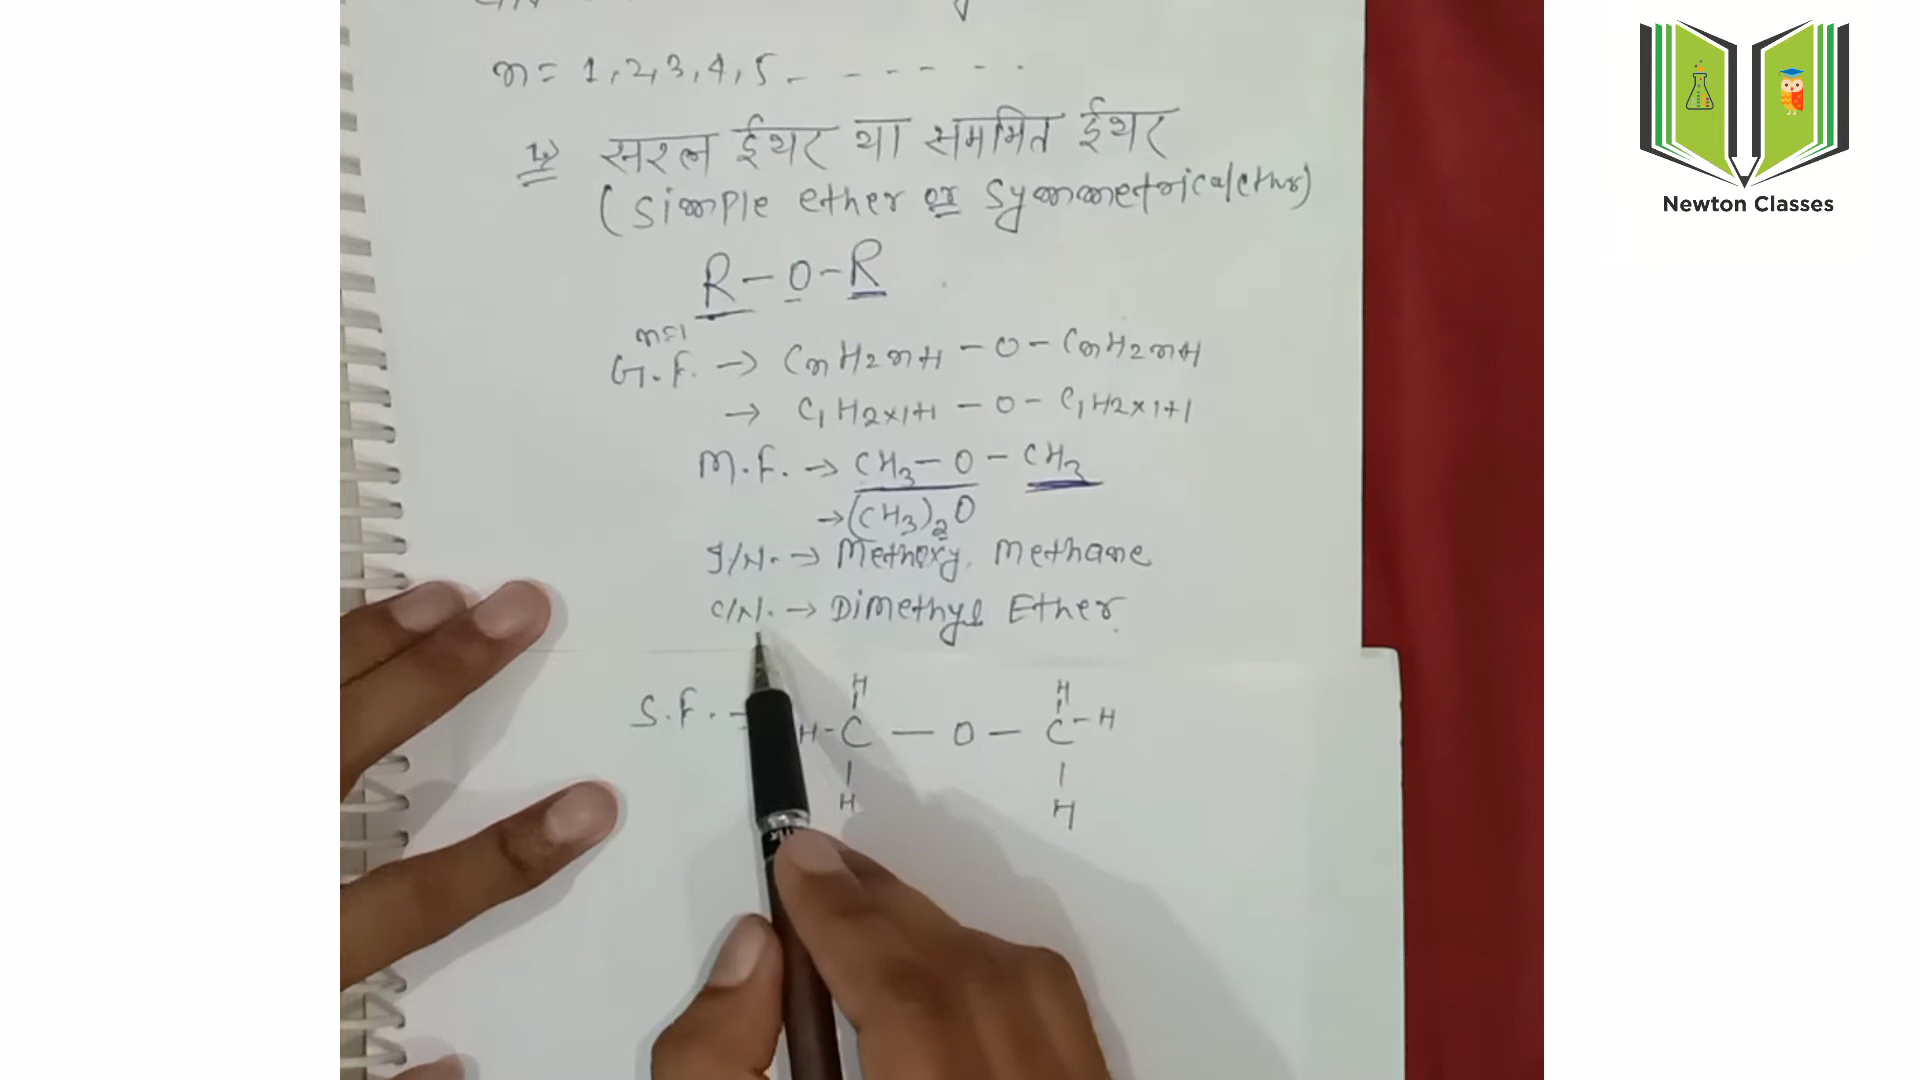 n = 1, 2, 3, 4, 5 - - - - - - -
1) सरल ईथर या सममित ईथर
(Simple ether or Symmetrical ether)
R - O - R
n=1
G.F. → CnH2n+1 - O - CnH2n+1
→ C1H2×1+1 - O - C1H2×1+1
M.F. → CH3 - O - CH3
→ (CH3)2O
I/N. → Methoxy, Methane
C/N. → Dimethyl Ether.
S.F. →
H H
H - C — O — C - H
H H
Newton Classes